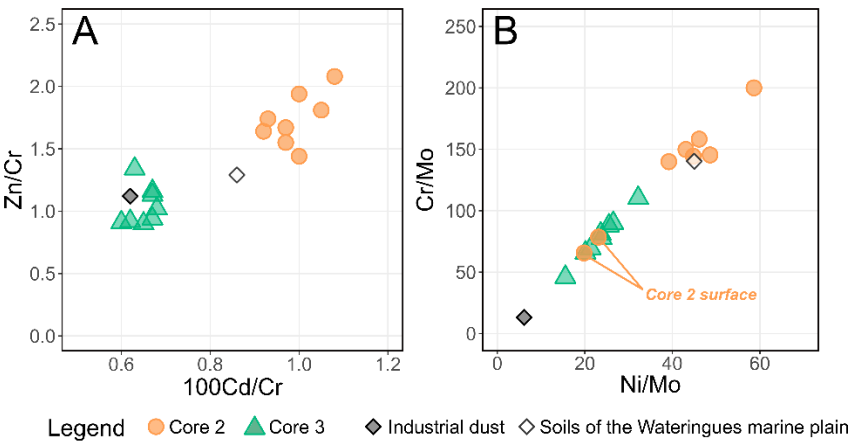 A
2.5
2.0
1.5
1.0
0.5
0.0
Zn/Cr
0.6
0.8
1.0
1.2
100Cd/Cr
B
250
200
150
100
50
0
Cr/Mo
Core 2 surface
0
20
40
60
Ni/Mo
Legend Core 2 Core 3 Industrial dust Soils of the Wateringues marine plain